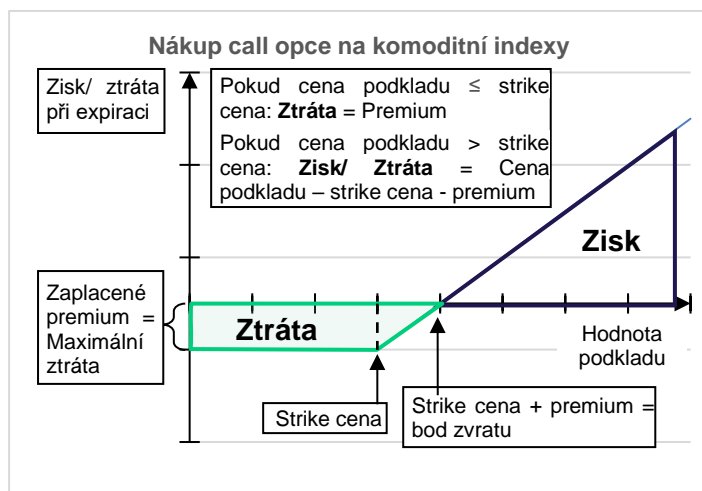 Nákup call opce na komoditní indexy
Zisk/ ztráta
při expiraci
Pokud cena podkladu ≤ strike
cena: Ztráta = Premium
Pokud cena podkladu > strike
cena: Zisk/ Ztráta = Cena
podkladu – strike cena - premium
Zisk
Zaplacené
premium =
Maximální
ztráta
Ztráta
Hodnota
podkladu
Strike cena
Strike cena + premium =
bod zvratu